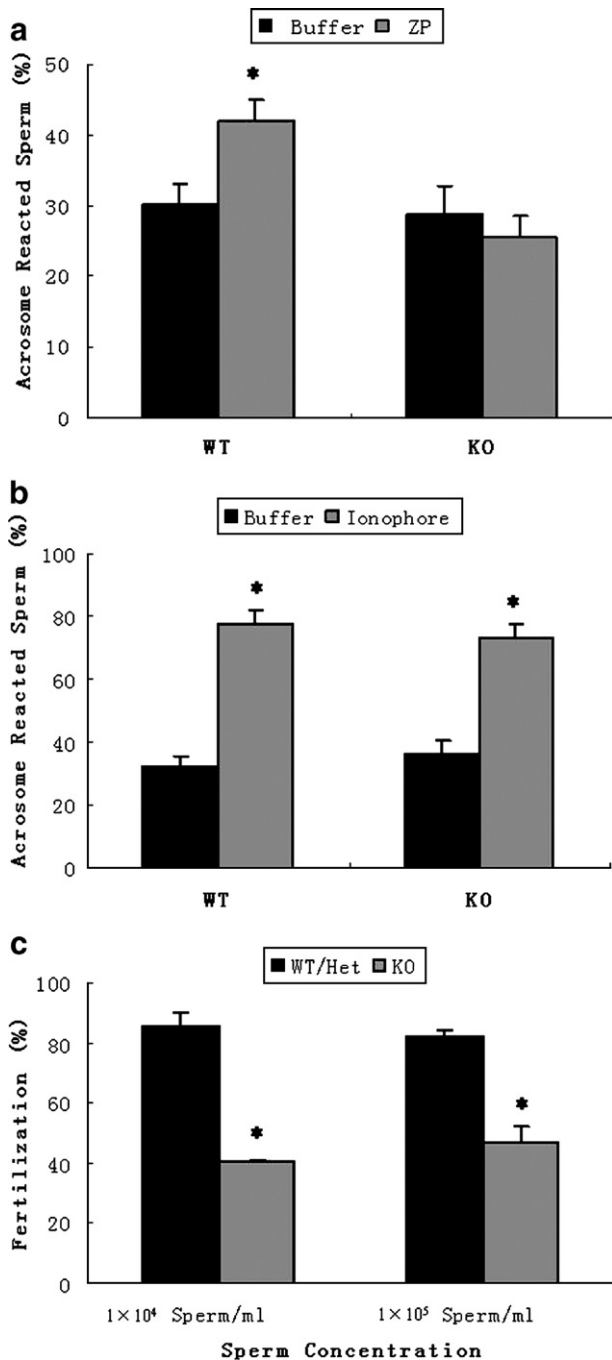 a
Buffer ZP
Acrosome Reacted Sperm (%)
50
40
30
20
10
0
WT KO
b
Buffer Ionophore
Acrosome Reacted Sperm (%)
100
80
60
40
20
0
WT KO
c
WT/Het KO
Fertilization (%)
100
80
60
40
20
0
1×10⁴ Sperm/ml 1×10⁵ Sperm/ml
Sperm Concentration